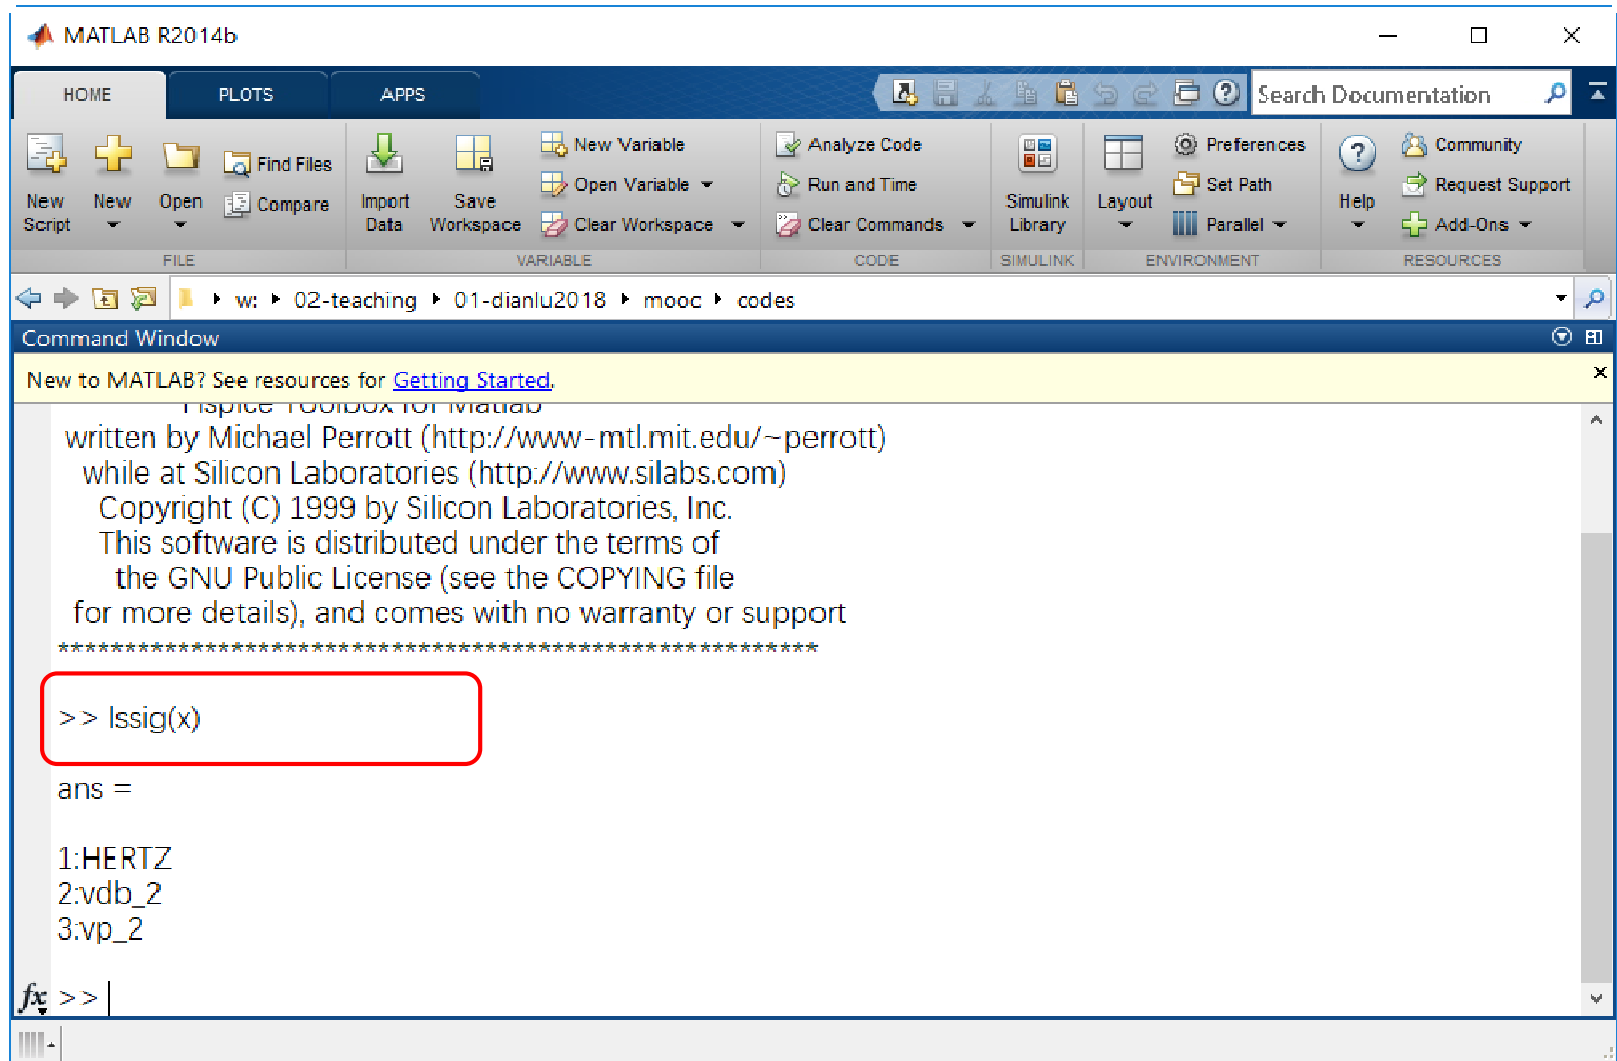 MATLAB R2014b
HOME PLOTS APPS Search Documentation
New Script New Open Find Files Compare Import Data Save Workspace New Variable Open Variable Clear Workspace Analyze Code Run and Time Clear Commands Simulink Library Layout Preferences Set Path Parallel Help Community Request Support Add-Ons
FILE VARIABLE CODE SIMULINK ENVIRONMENT RESOURCES
w: 02-teaching 01-dianlu2018 mooc codes
Command Window
New to MATLAB? See resources for Getting Started.
Toolbox for Matlab
written by Michael Perrott (http://www-mtl.mit.edu/~perrott)
while at Silicon Laboratories (http://www.silabs.com)
Copyright (C) 1999 by Silicon Laboratories, Inc.
This software is distributed under the terms of
the GNU Public License (see the COPYING file
for more details), and comes with no warranty or support
*********************************************************
>> lssig(x)
ans =
1:HERTZ
2:vdb_2
3:vp_2
fx >>